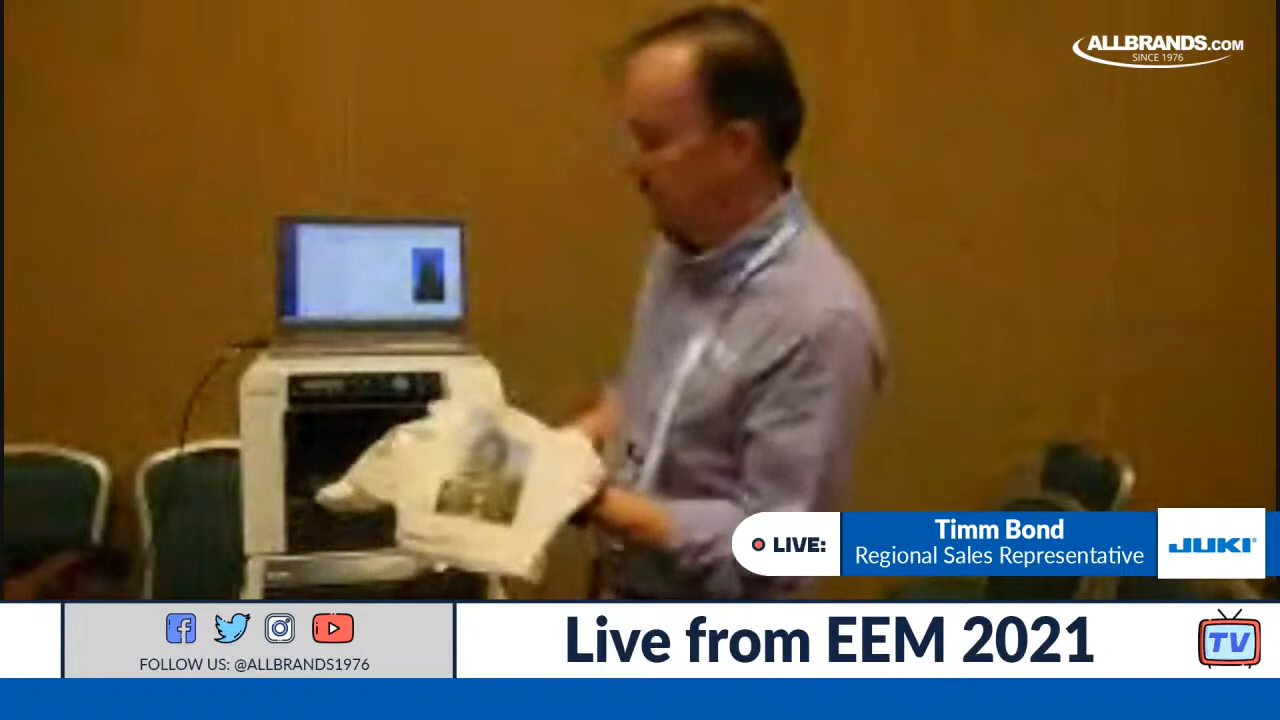 ALLBRANDS.COM
SINCE 1976
LIVE:
Timm Bond
Regional Sales Representative
JUKI®
FOLLOW US: @ALLBRANDS1976
Live from EEM 2021
TV